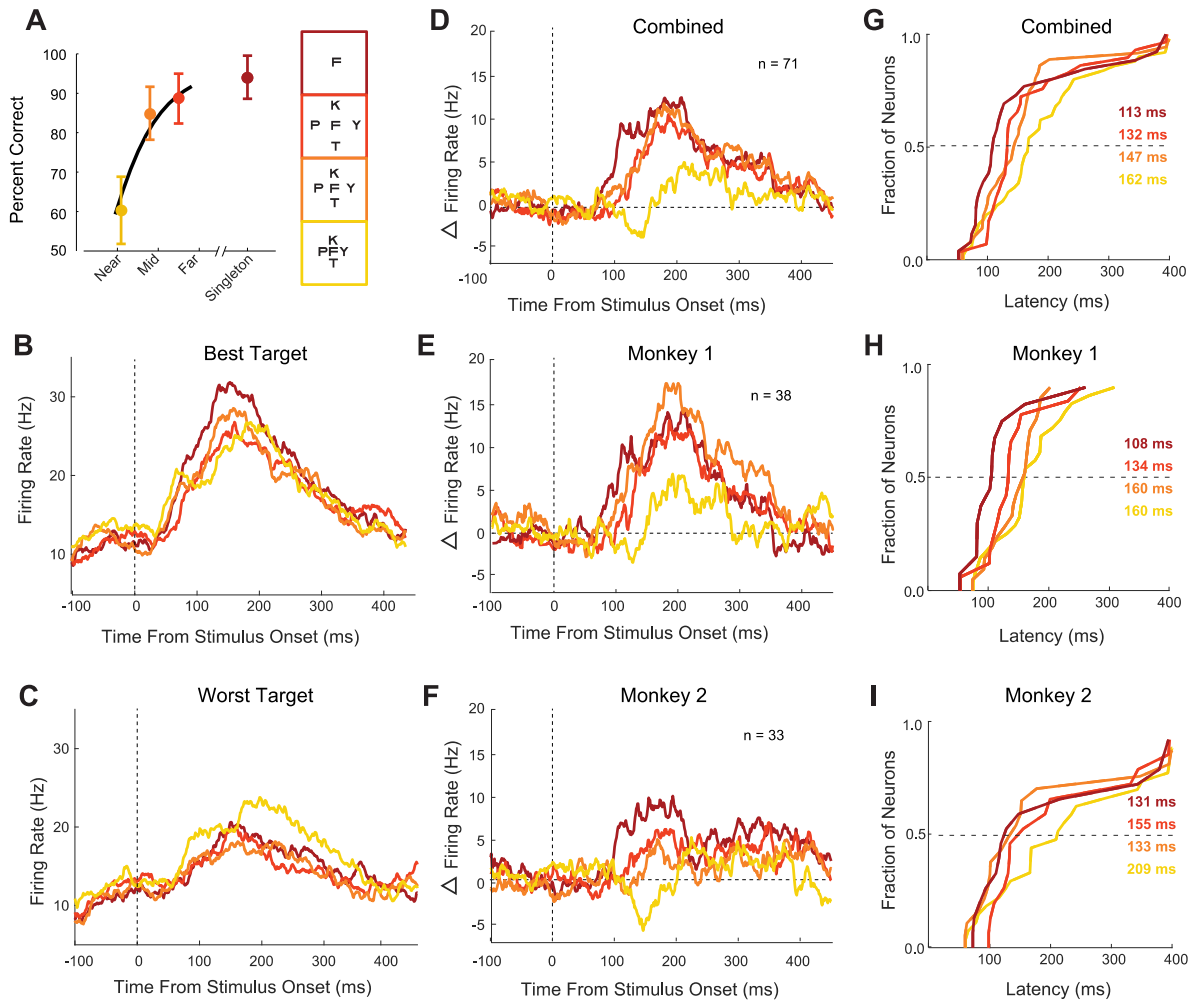 A
Percent Correct
100
90
80
70
60
50
Near
Mid
Far
Singleton
F
K
P F Y
T
K
P F Y
T
K
PFY
T
B
Best Target
Firing Rate (Hz)
30
20
10
-100 0 100 200 300 400
Time From Stimulus Onset (ms)
C
Worst Target
Firing Rate (Hz)
30
20
10
-100 0 100 200 300 400
Time From Stimulus Onset (ms)
D
Combined
n = 71
Δ Firing Rate (Hz)
20
15
10
5
0
-5
-100 0 100 200 300 400
Time From Stimulus Onset (ms)
E
Monkey 1
n = 38
Δ Firing Rate (Hz)
20
15
10
5
0
-5
-100 0 100 200 300 400
Time From Stimulus Onset (ms)
F
Monkey 2
n = 33
Δ Firing Rate (Hz)
20
15
10
5
0
-5
-100 0 100 200 300 400
Time From Stimulus Onset (ms)
G
Combined
Fraction of Neurons
1.0
0.5
0.0
113 ms
132 ms
147 ms
162 ms
100 200 300 400
Latency (ms)
H
Monkey 1
Fraction of Neurons
1.0
0.5
0.0
108 ms
134 ms
160 ms
160 ms
100 200 300 400
Latency (ms)
I
Monkey 2
Fraction of Neurons
1.0
0.5
0.0
131 ms
155 ms
133 ms
209 ms
100 200 300 400
Latency (ms)